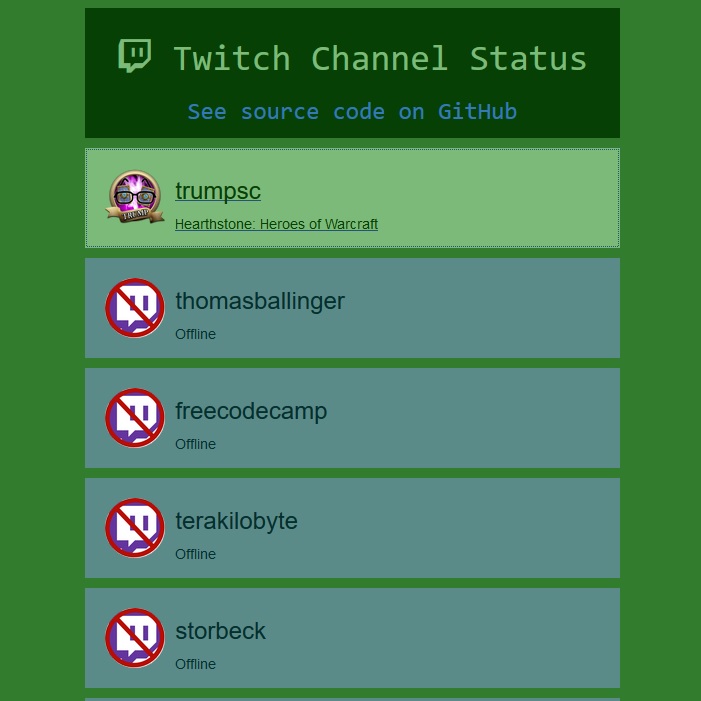 Twitch Channel Status
See source code on GitHub
trumpsc
TRUMP
Hearthstone: Heroes of Warcraft
thomasballinger
Offline
freecodecamp
Offline
terakilobyte
Offline
storbeck
Offline